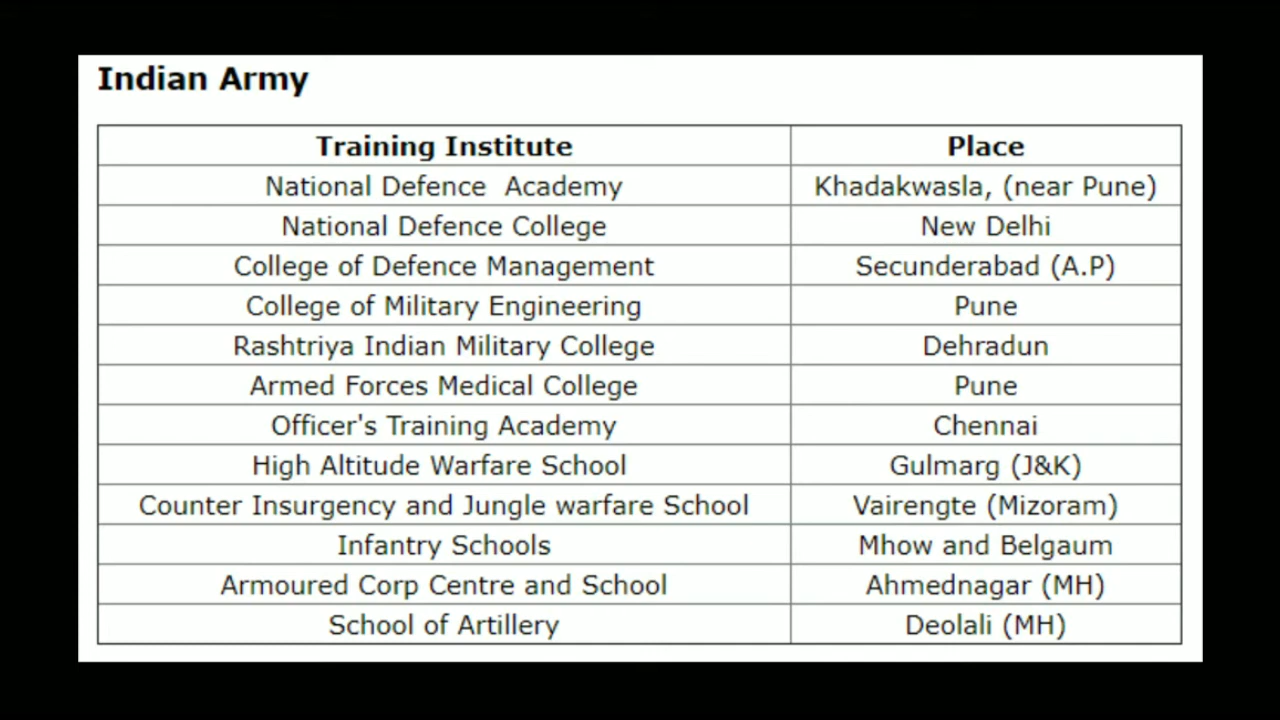 Indian Army
Training Institute Place
National Defence Academy Khadakwasla, (near Pune)
National Defence College New Delhi
College of Defence Management Secunderabad (A.P)
College of Military Engineering Pune
Rashtriya Indian Military College Dehradun
Armed Forces Medical College Pune
Officer's Training Academy Chennai
High Altitude Warfare School Gulmarg (J&K)
Counter Insurgency and Jungle warfare School Vairengte (Mizoram)
Infantry Schools Mhow and Belgaum
Armoured Corp Centre and School Ahmednagar (MH)
School of Artillery Deolali (MH)